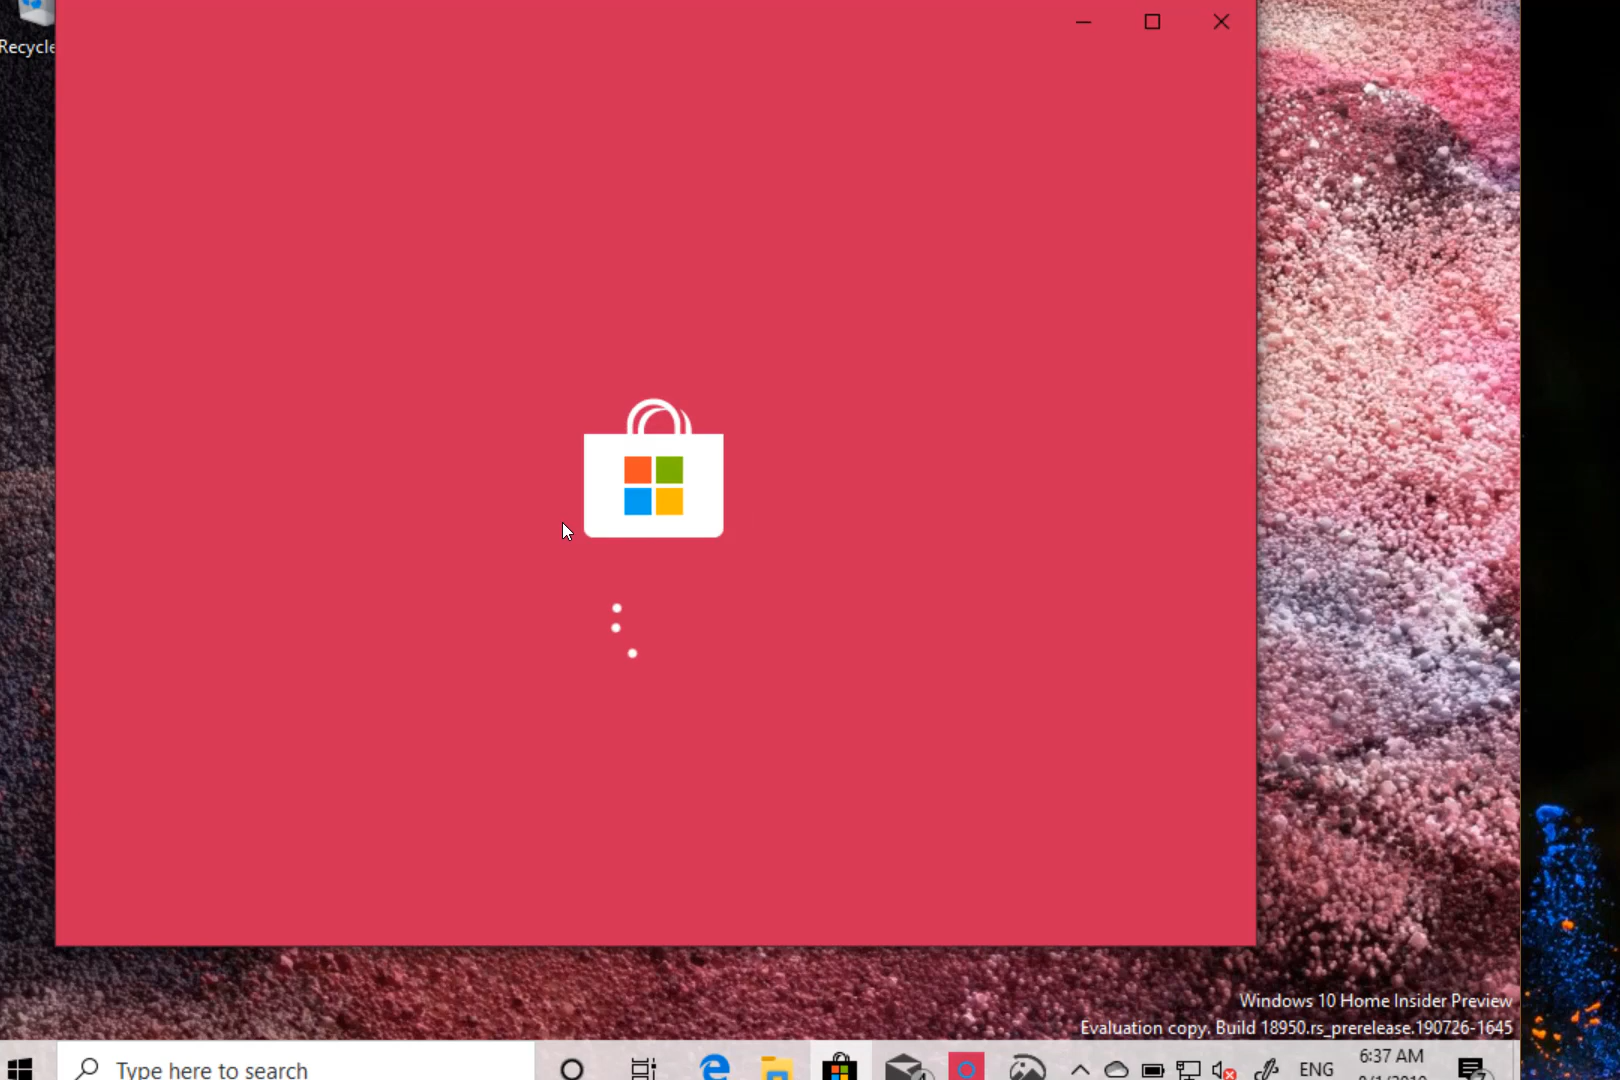 Recycle
Windows 10 Home Insider Preview
Evaluation copy. Build 18950.rs_prerelease.190726-1645
Type here to search
ENG
6:37 AM